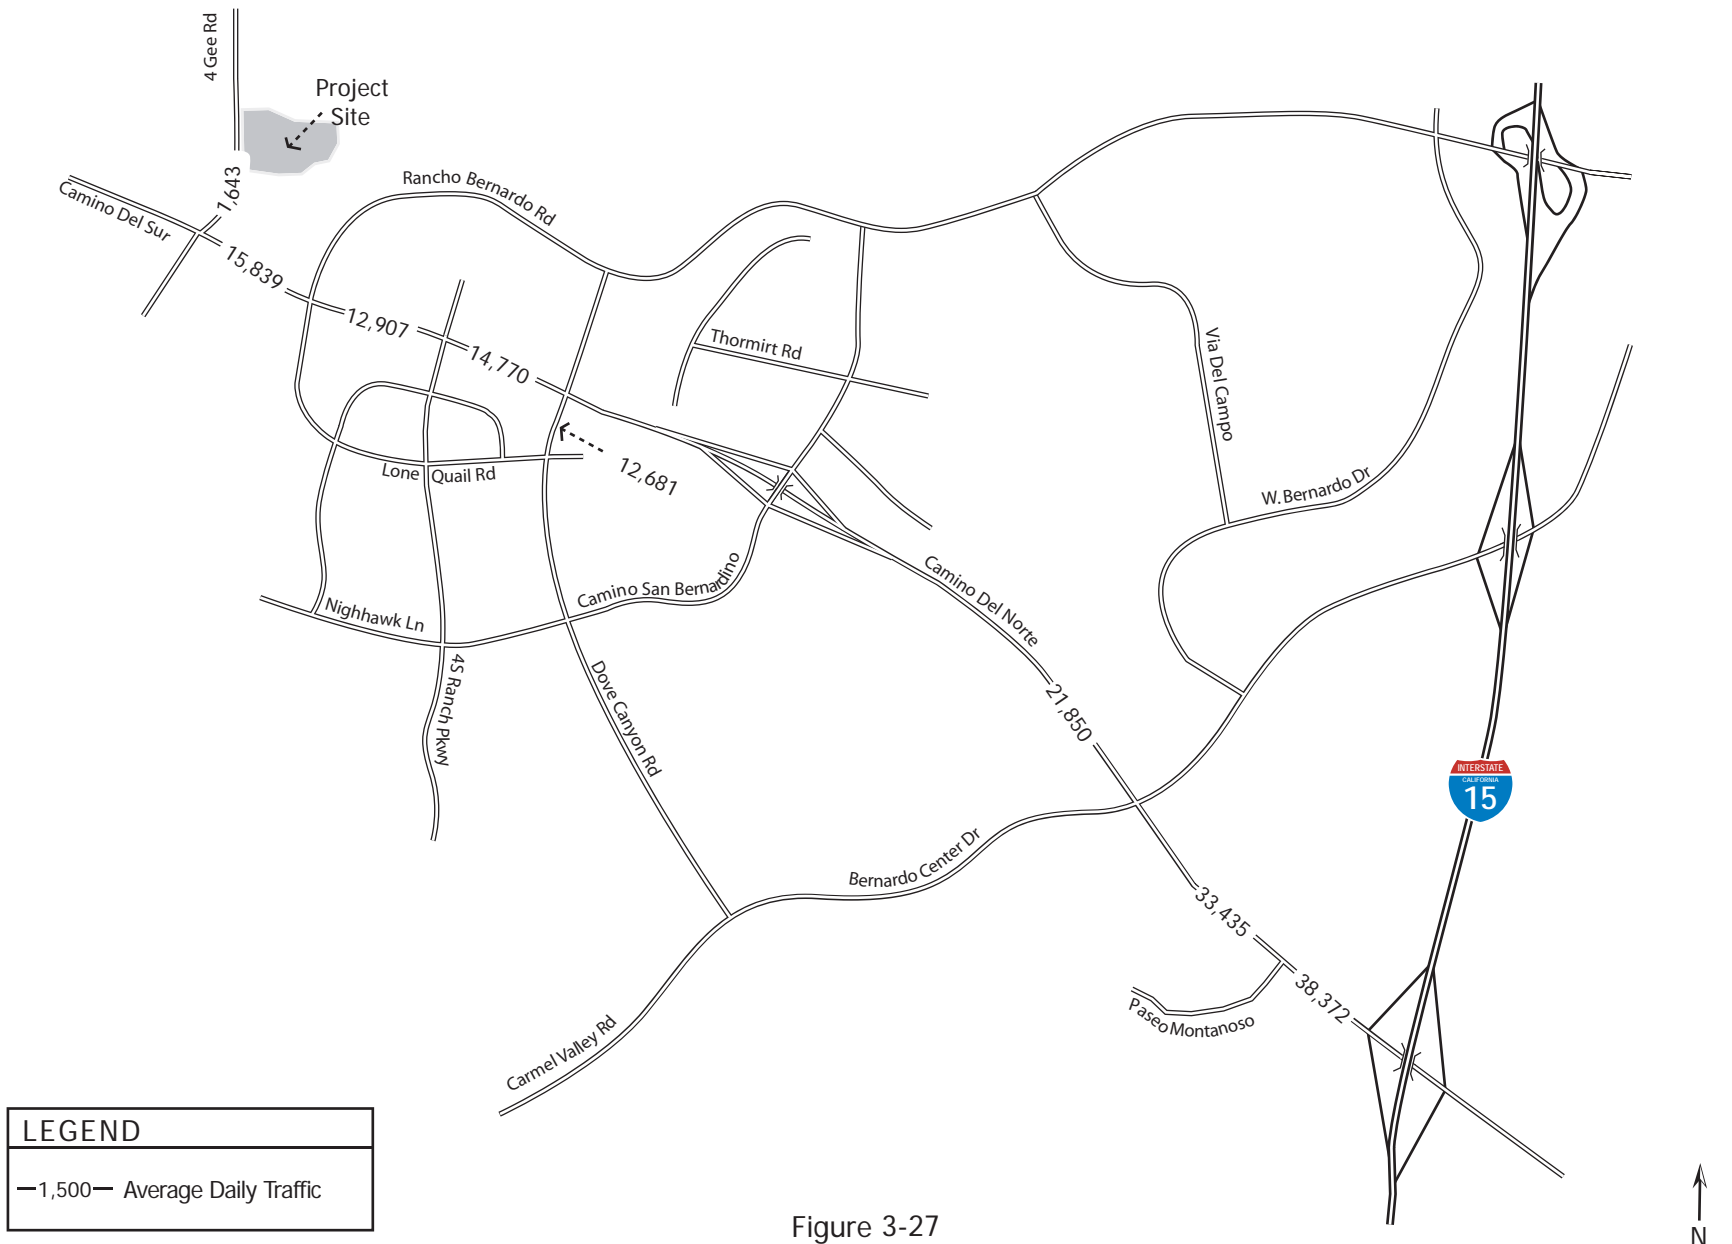 4 Gee Rd
Project
Site
1,643
Camino Del Sur
Rancho Bernardo Rd
15,839
12,907
14,770
Thormirt Rd
Via Del Campo
12,681
Lone Quail Rd
W. Bernardo Dr
Camino San Bernardino
Camino Del Norte
Nighhawk Ln
4S Ranch Pkwy
Dove Canyon Rd
21,850
INTERSTATE
CALIFORNIA
15
Bernardo Center Dr
33,435
38,372
Paseo Montanoso
Carmel Valley Rd
LEGEND
1,500 Average Daily Traffic
Figure 3-27
N